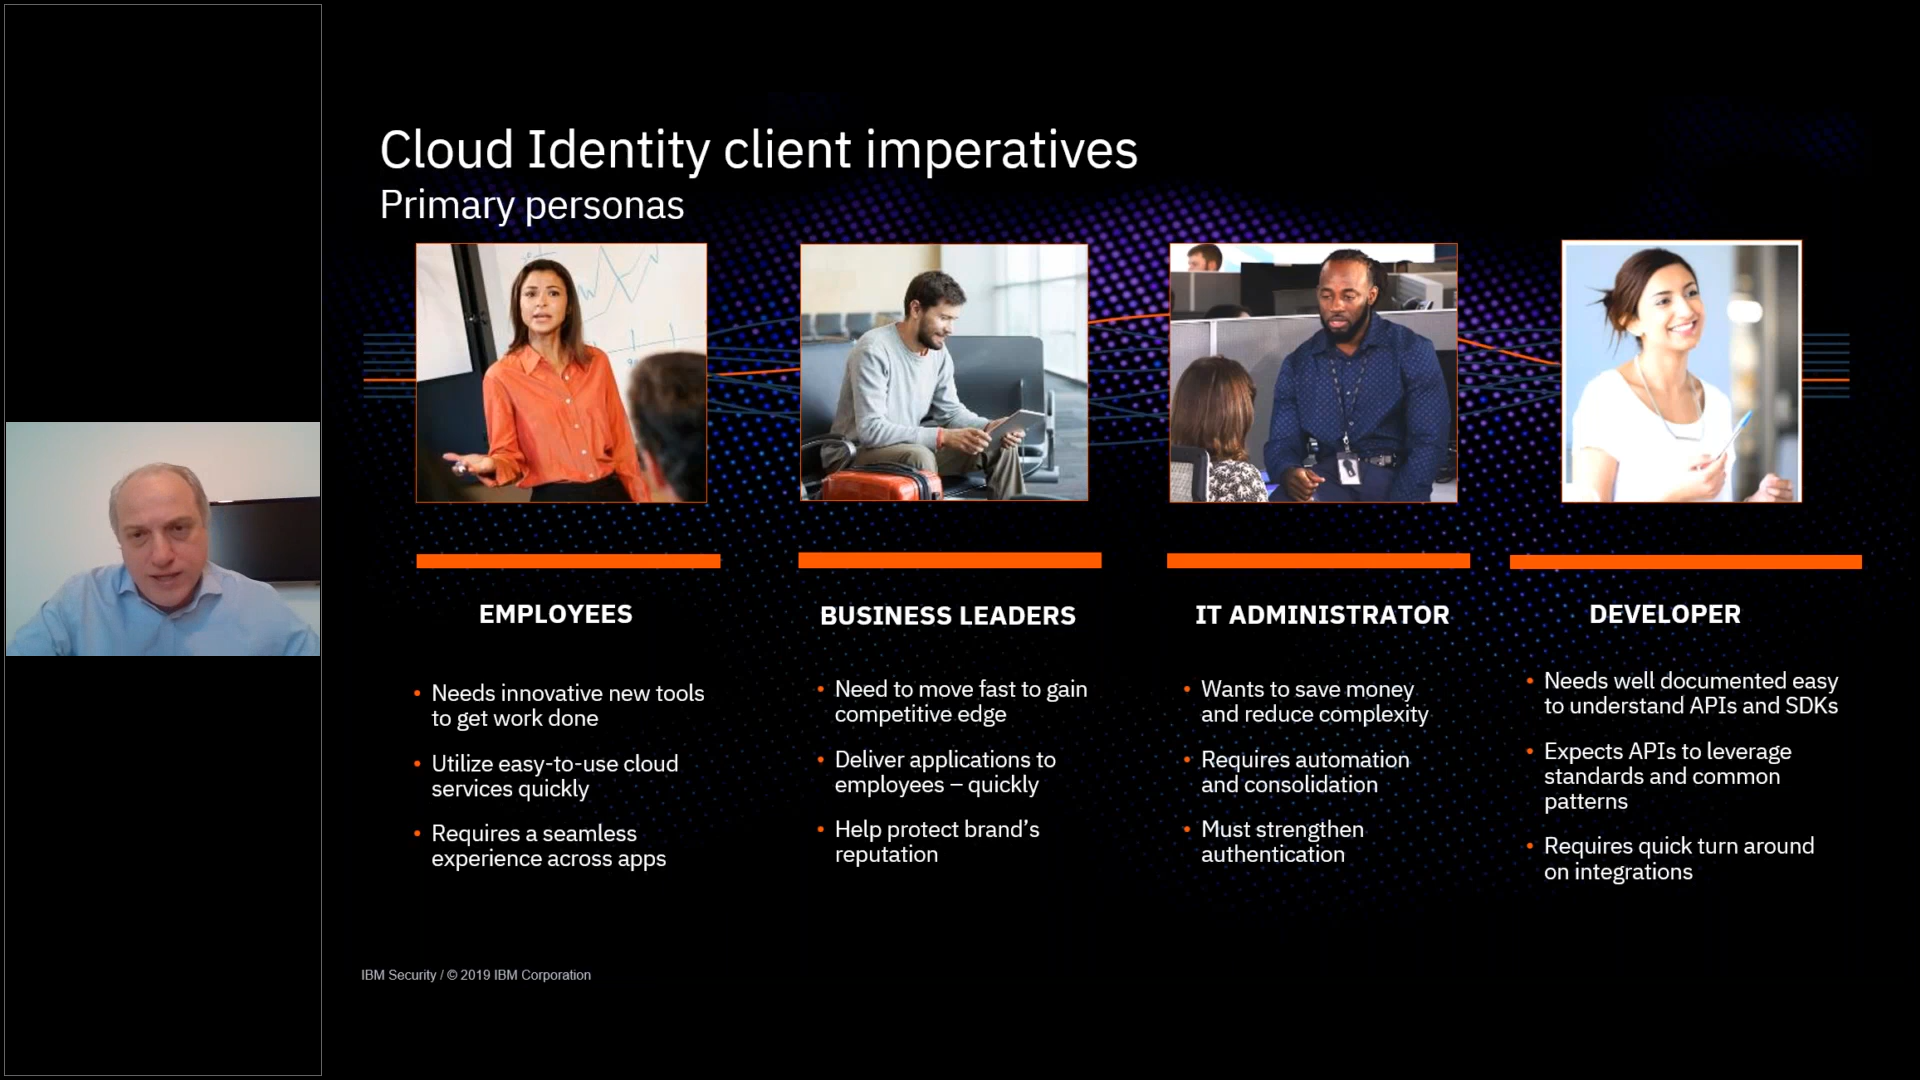 Cloud Identity client imperatives
Primary personas
EMPLOYEES
• Needs innovative new tools
to get work done
• Utilize easy-to-use cloud
services quickly
• Requires a seamless
experience across apps
BUSINESS LEADERS
• Need to move fast to gain
competitive edge
• Deliver applications to
employees – quickly
• Help protect brand’s
reputation
IT ADMINISTRATOR
• Wants to save money
and reduce complexity
• Requires automation
and consolidation
• Must strengthen
authentication
DEVELOPER
• Needs well documented easy
to understand APIs and SDKs
• Expects APIs to leverage
standards and common
patterns
• Requires quick turn around
on integrations
IBM Security / © 2019 IBM Corporation